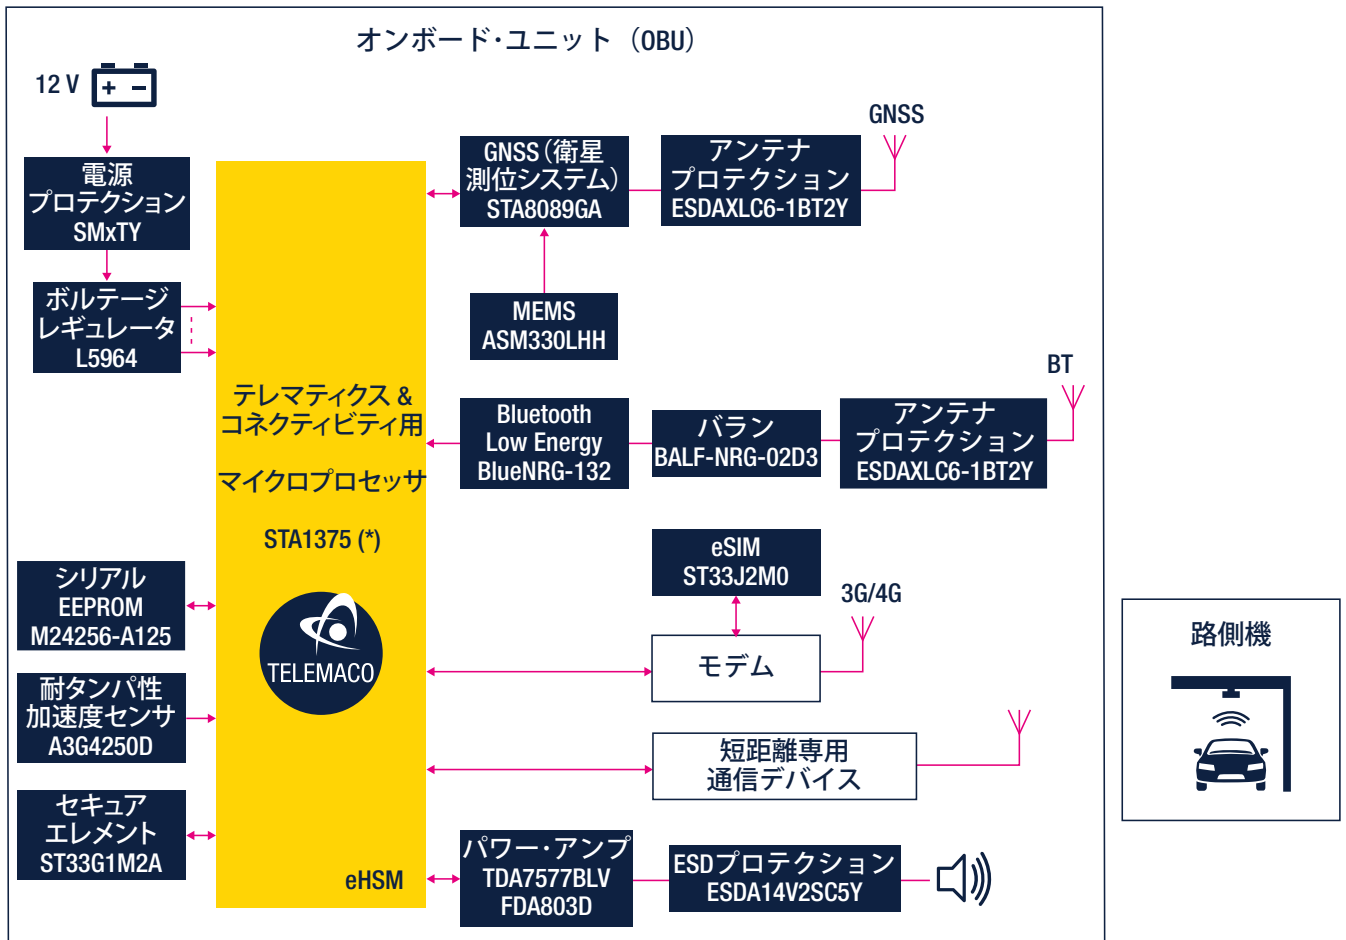 オンボード・ユニット（OBU）
12 V
電源
プロテクション
SMxTY
ボルテージ
レギュレータ
L5964
テレマティクス &
コネクティビティ用
マイクロプロセッサ
STA1375 (*)
TELEMACO
eHSM
シリアル
EEPROM
M24256-A125
耐タンパ性
加速度センサ
A3G4250D
セキュア
エレメント
ST33G1M2A
GNSS（衛星
測位システム）
STA8089GA
アンテナ
プロテクション
ESDAXLC6-1BT2Y
GNSS
MEMS
ASM330LHH
Bluetooth
Low Energy
BlueNRG-132
バラン
BALF-NRG-02D3
アンテナ
プロテクション
ESDAXLC6-1BT2Y
BT
eSIM
ST33J2M0
モデム
3G/4G
短距離専用
通信デバイス
パワー・アンプ
TDA7577BLV
FDA803D
ESDプロテクション
ESDA14V2SC5Y
路側機